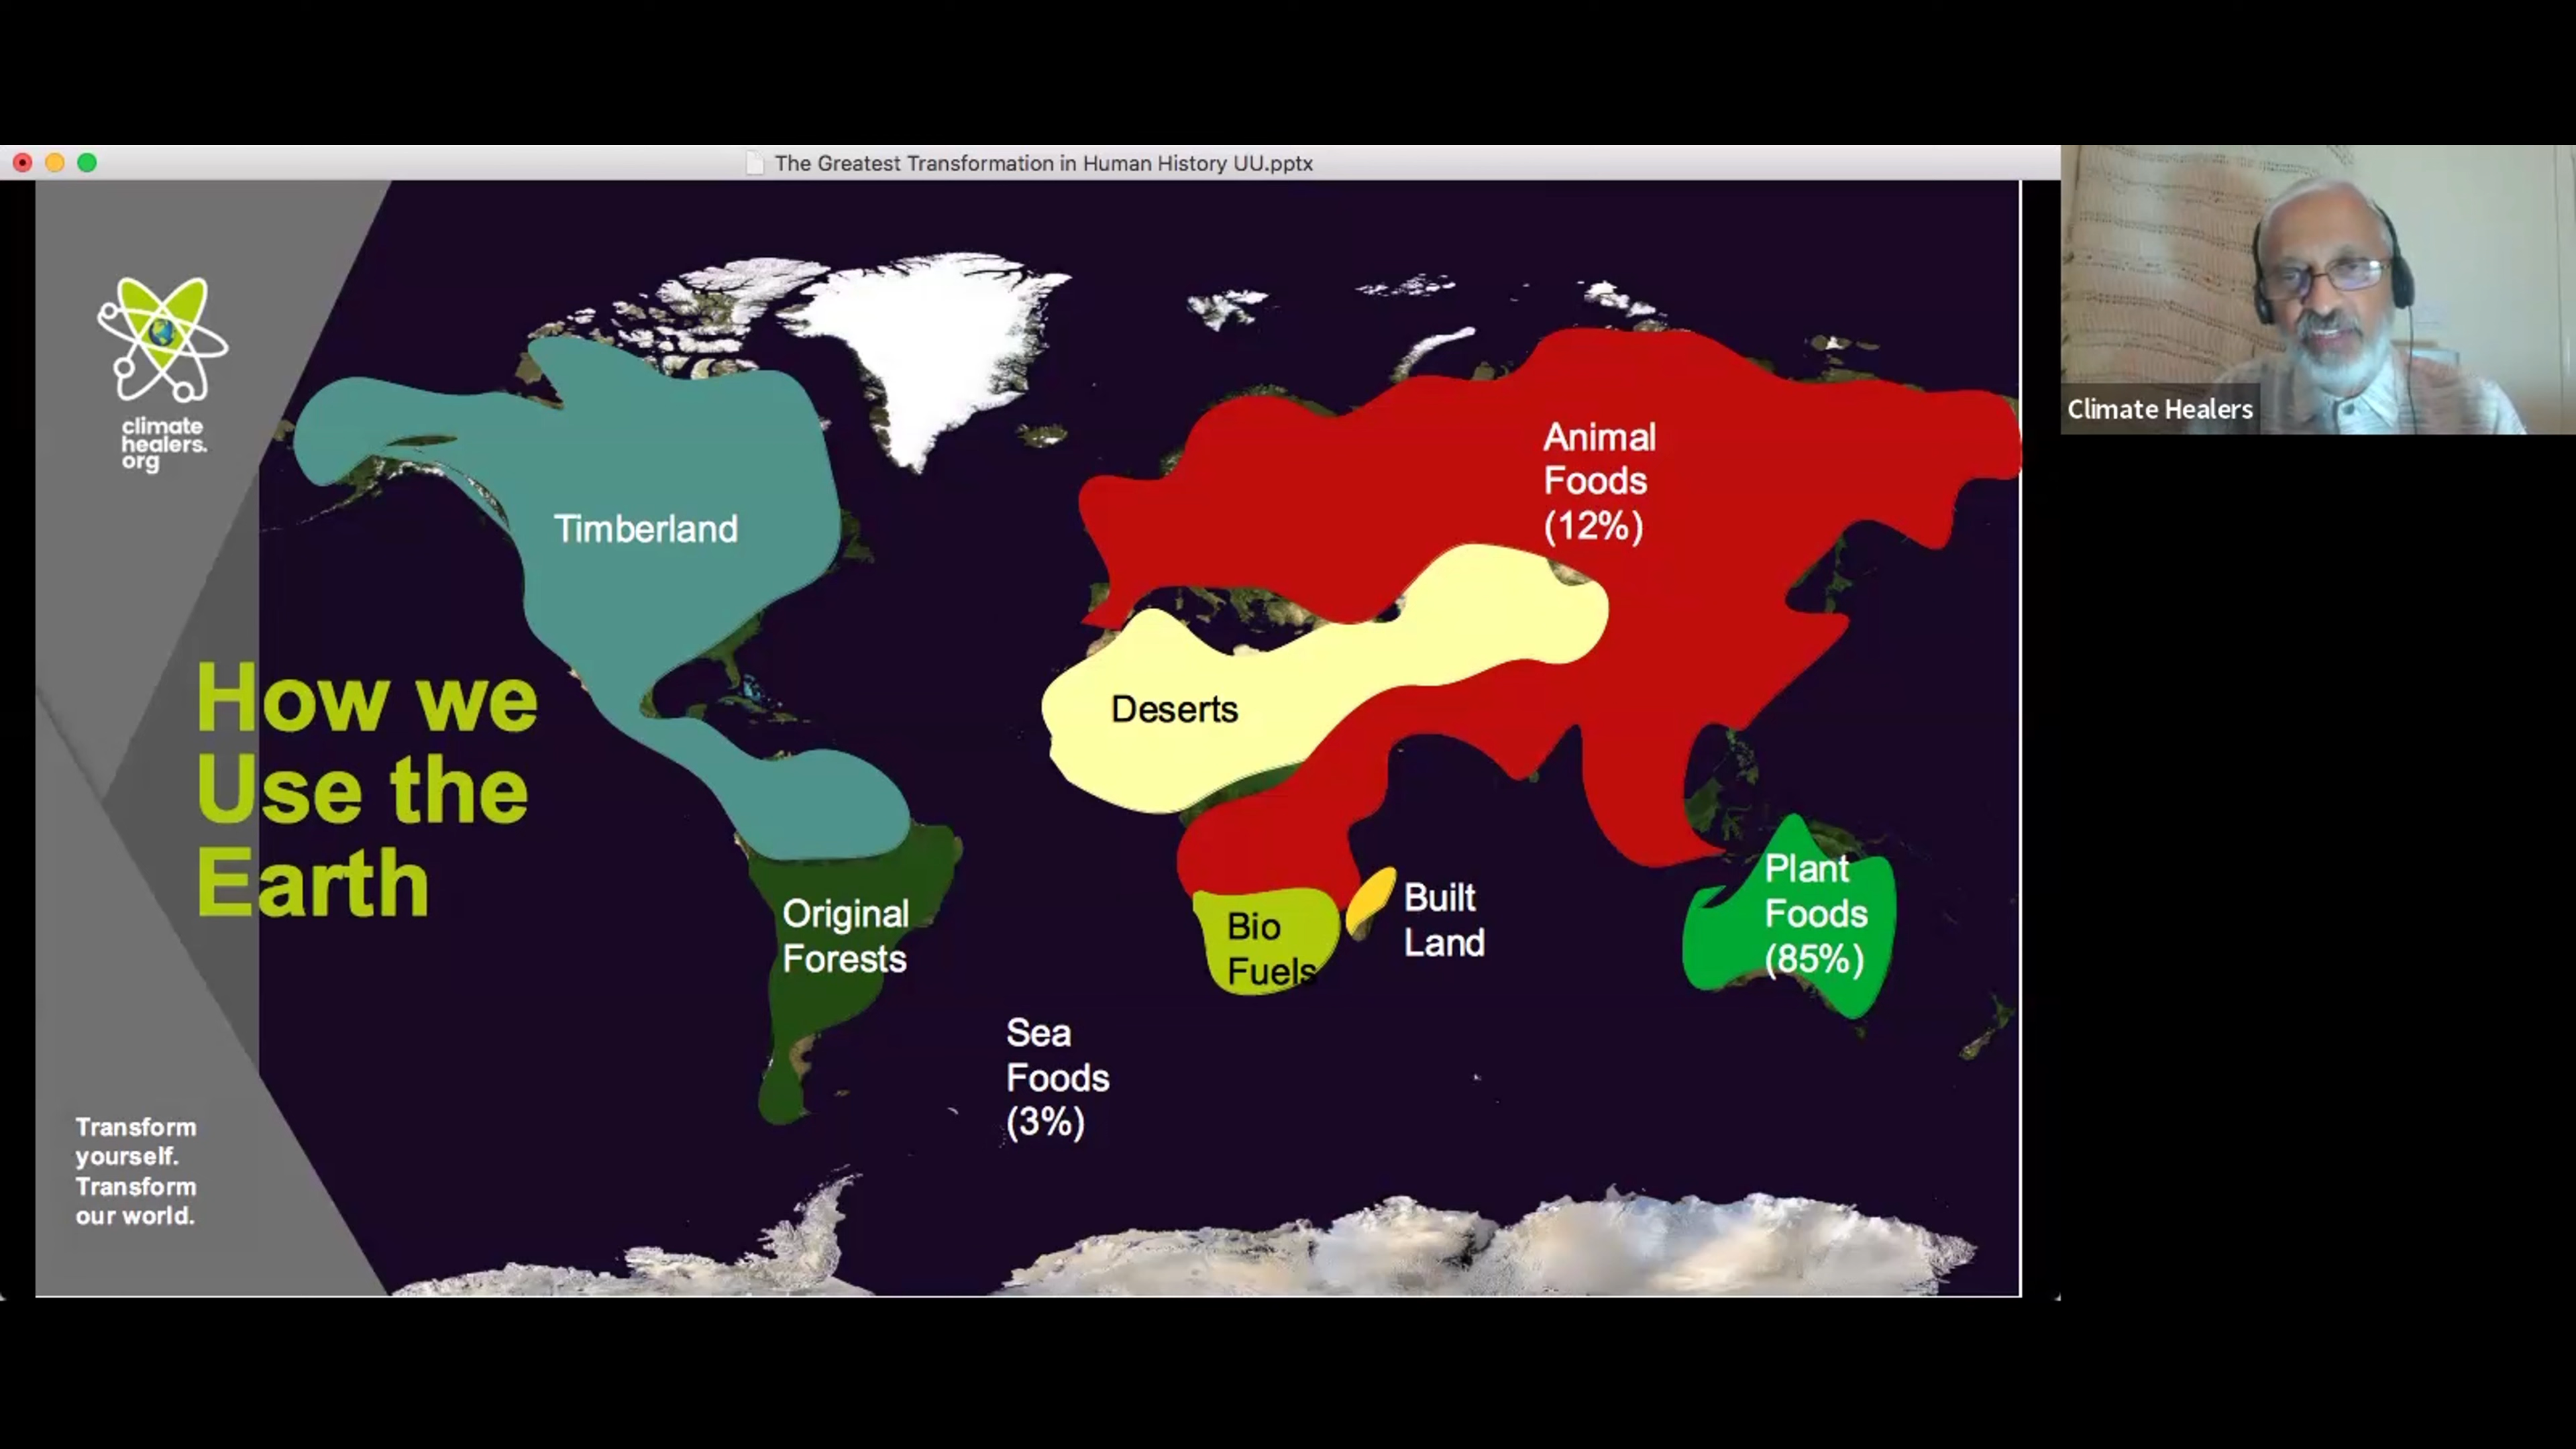 The Greatest Transformation in Human History UU.pptx
climate
healers.
org
How we
Use the
Earth
Transform
yourself.
Transform
our world.
Timberland
Original
Forests
Sea
Foods
(3%)
Deserts
Animal
Foods
(12%)
Bio
Fuels
Built
Land
Plant
Foods
(85%)
Climate Healers